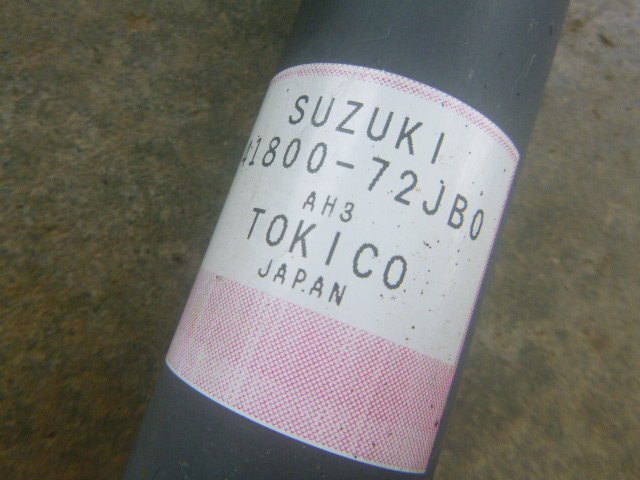 SUZUKI
41800-72JB0
AH3
TOKICO
JAPAN